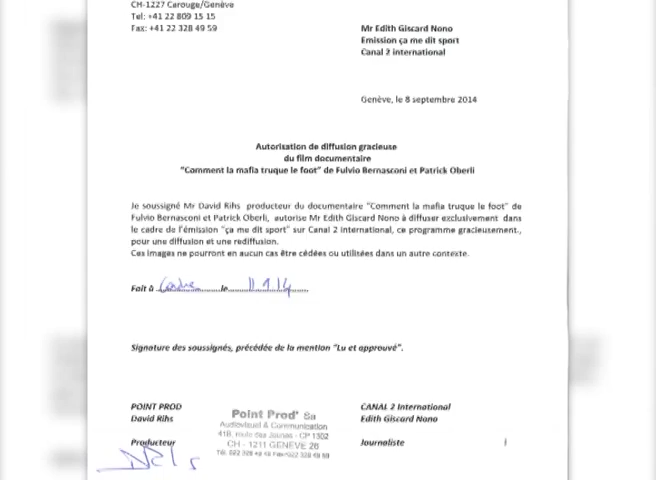 CH-1227 Carouge/Genève
Tel: +41 22 809 15 15
Fax: +41 22 328 49 59
Mr Edith Giscard Nono
Emission ça me dit sport
Canal 2 international
Genève, le 8 septembre 2014
Autorisation de diffusion gracieuse
du film documentaire
"Comment la mafia truque le foot" de Fulvio Bernasconi et Patrick Oberli
Je soussigné Mr David Rihs producteur du documentaire "Comment la mafia truque le foot" de
Fulvio Bernasconi et Patrick Oberli, autorise Mr Edith Giscard Nono à diffuser exclusivement dans
le cadre de l'émission "ça me dit sport" sur Canal 2 international, ce programme gracieusement,
pour une diffusion et une rediffusion.
Ces images ne pourront en aucun cas être cédées ou utilisées dans un autre contexte.
Fait à ........ le ........
Signature des soussignés, précédée de la mention "Lu et approuvé".
POINT PROD
David Rihs
Producteur
Point Prod' Sa
Audiovisuel & Communication
41B, route des Jeunes - CP 1302
CH - 1211 GENEVE 26
CANAL 2 International
Edith Giscard Nono
Journaliste